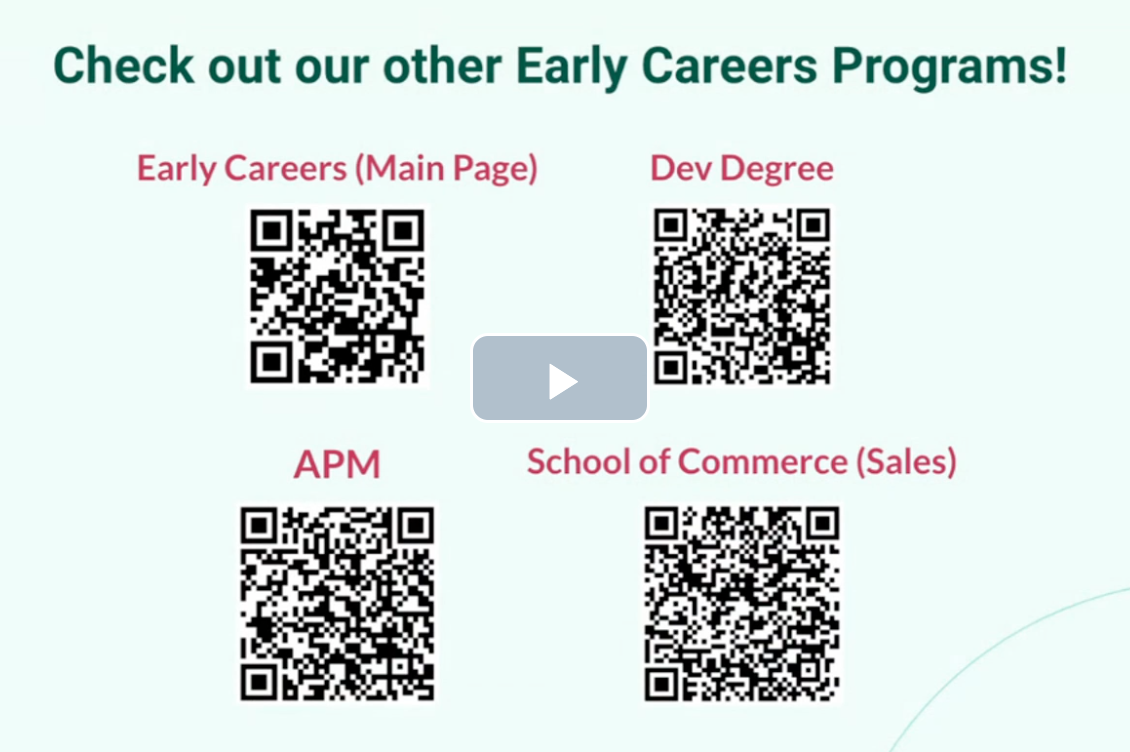 Check out our other Early Careers Programs!
Early Careers (Main Page)
Dev Degree
APM
School of Commerce (Sales)